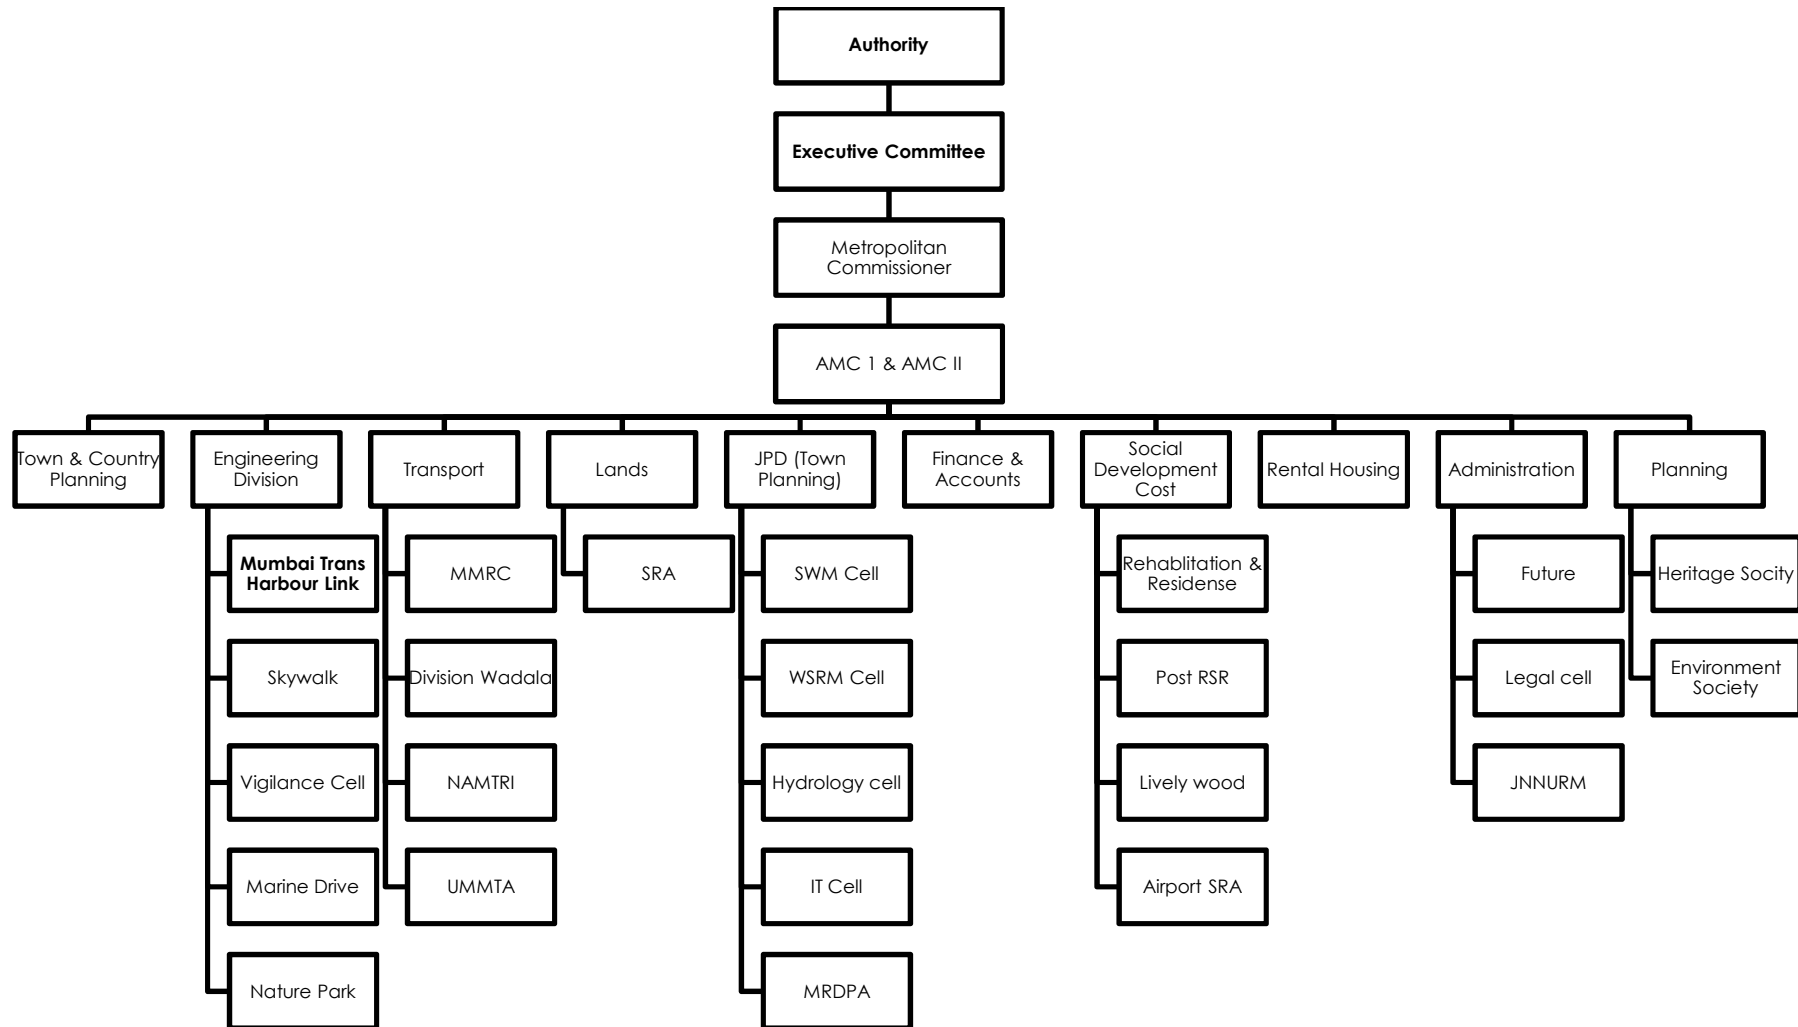 Authority
Executive Committee
Metropolitan
Commissioner
AMC 1 & AMC II
Town & Country
Planning
Engineering
Division
Transport
Lands
JPD (Town
Planning)
Finance &
Accounts
Social
Development
Cost
Rental Housing
Administration
Planning
Mumbai Trans
Harbour Link
Skywalk
Vigilance Cell
Marine Drive
Nature Park
MMRC
Division Wadala
NAMTRI
UMMTA
SRA
SWM Cell
WSRM Cell
Hydrology cell
IT Cell
MRDPA
Rehablitation &
Residense
Post RSR
Lively wood
Airport SRA
Future
Legal cell
JNNURM
Heritage Socity
Environment
Society